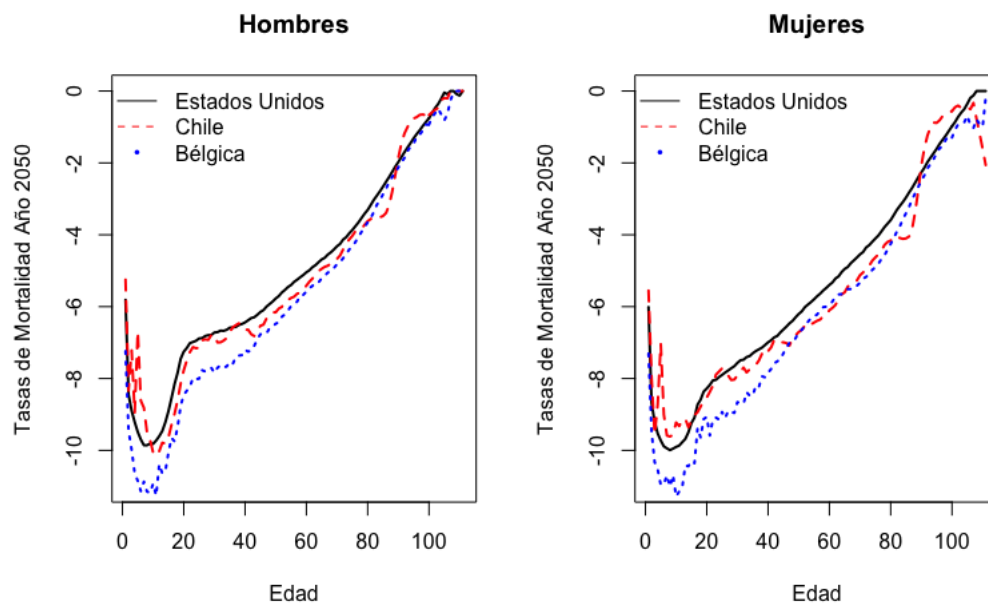 Hombres
Tasas de Mortalidad Año 2050
0
-2
-4
-6
-8
-10
Estados Unidos
Chile
Bélgica
0 20 40 60 80 100
Edad
Mujeres
Tasas de Mortalidad Año 2050
0
-2
-4
-6
-8
-10
Estados Unidos
Chile
Bélgica
0 20 40 60 80 100
Edad